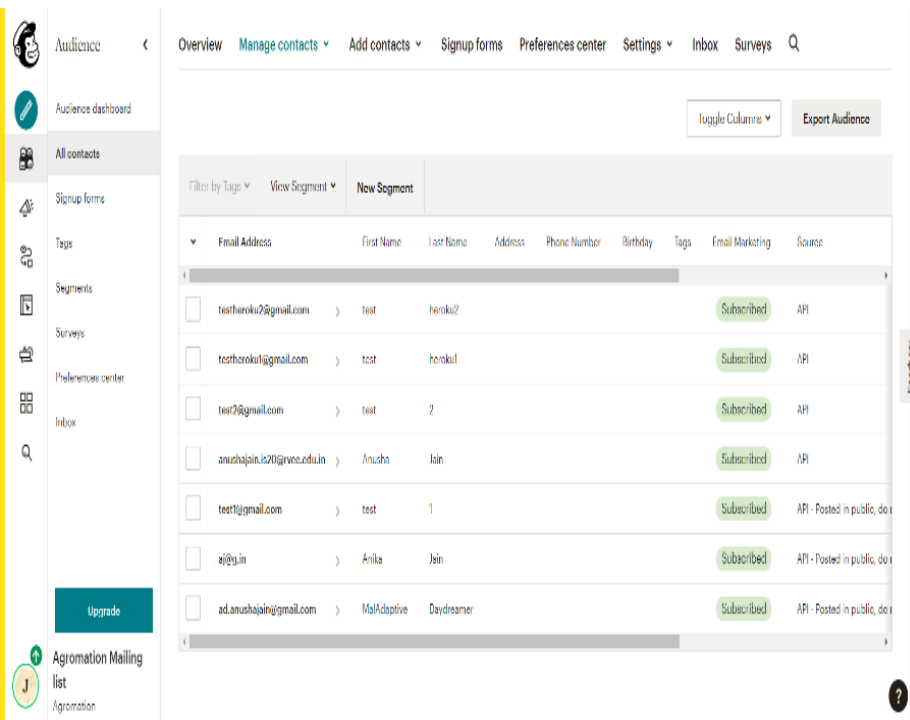 Audience
Overview Manage contacts Add contacts Signup forms Preferences center Settings Inbox Surveys
Audience dashboard
All contacts
Signup forms
Tags
Segments
Surveys
Preferences center
Inbox
Upgrade
Agromation Mailing
list
Agromation
J
Toggle Columns Export Audience
Filter by Tags View Segment New Segment
Email Address First Name Last Name Address Phone Number Birthday Tags Email Marketing Source
testheroku2@gmail.com test heroku2 Subscribed API
testheroku1@gmail.com test heroku1 Subscribed API
test2@gmail.com test 2 Subscribed API
anushajain.is20@rvce.edu.in Anusha Jain Subscribed API
test1@gmail.com test 1 Subscribed API - Posted in public, do
aj@g.in Anika Jain Subscribed API - Posted in public, do
ad.anushajain@gmail.com MalAdaptive Daydreamer Subscribed API - Posted in public, do
?